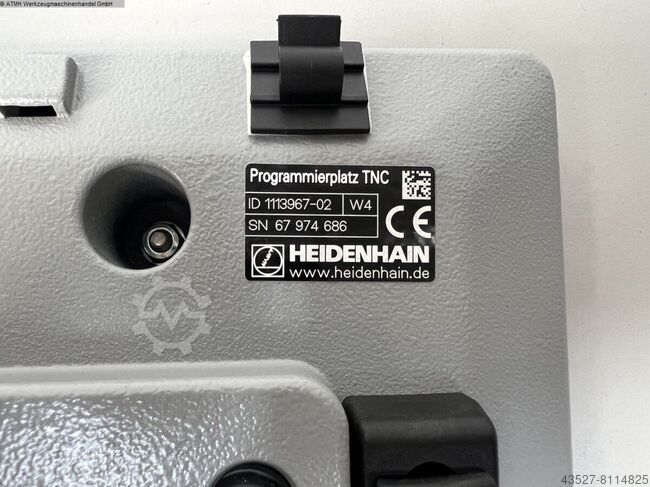 © ATMH Werkzeugmaschinenhandel GmbH
Programmierplatz TNC
ID 1113967-02 W4
SN 67 974 686
CE
HEIDENHAIN
www.heidenhain.de
43527-8114825